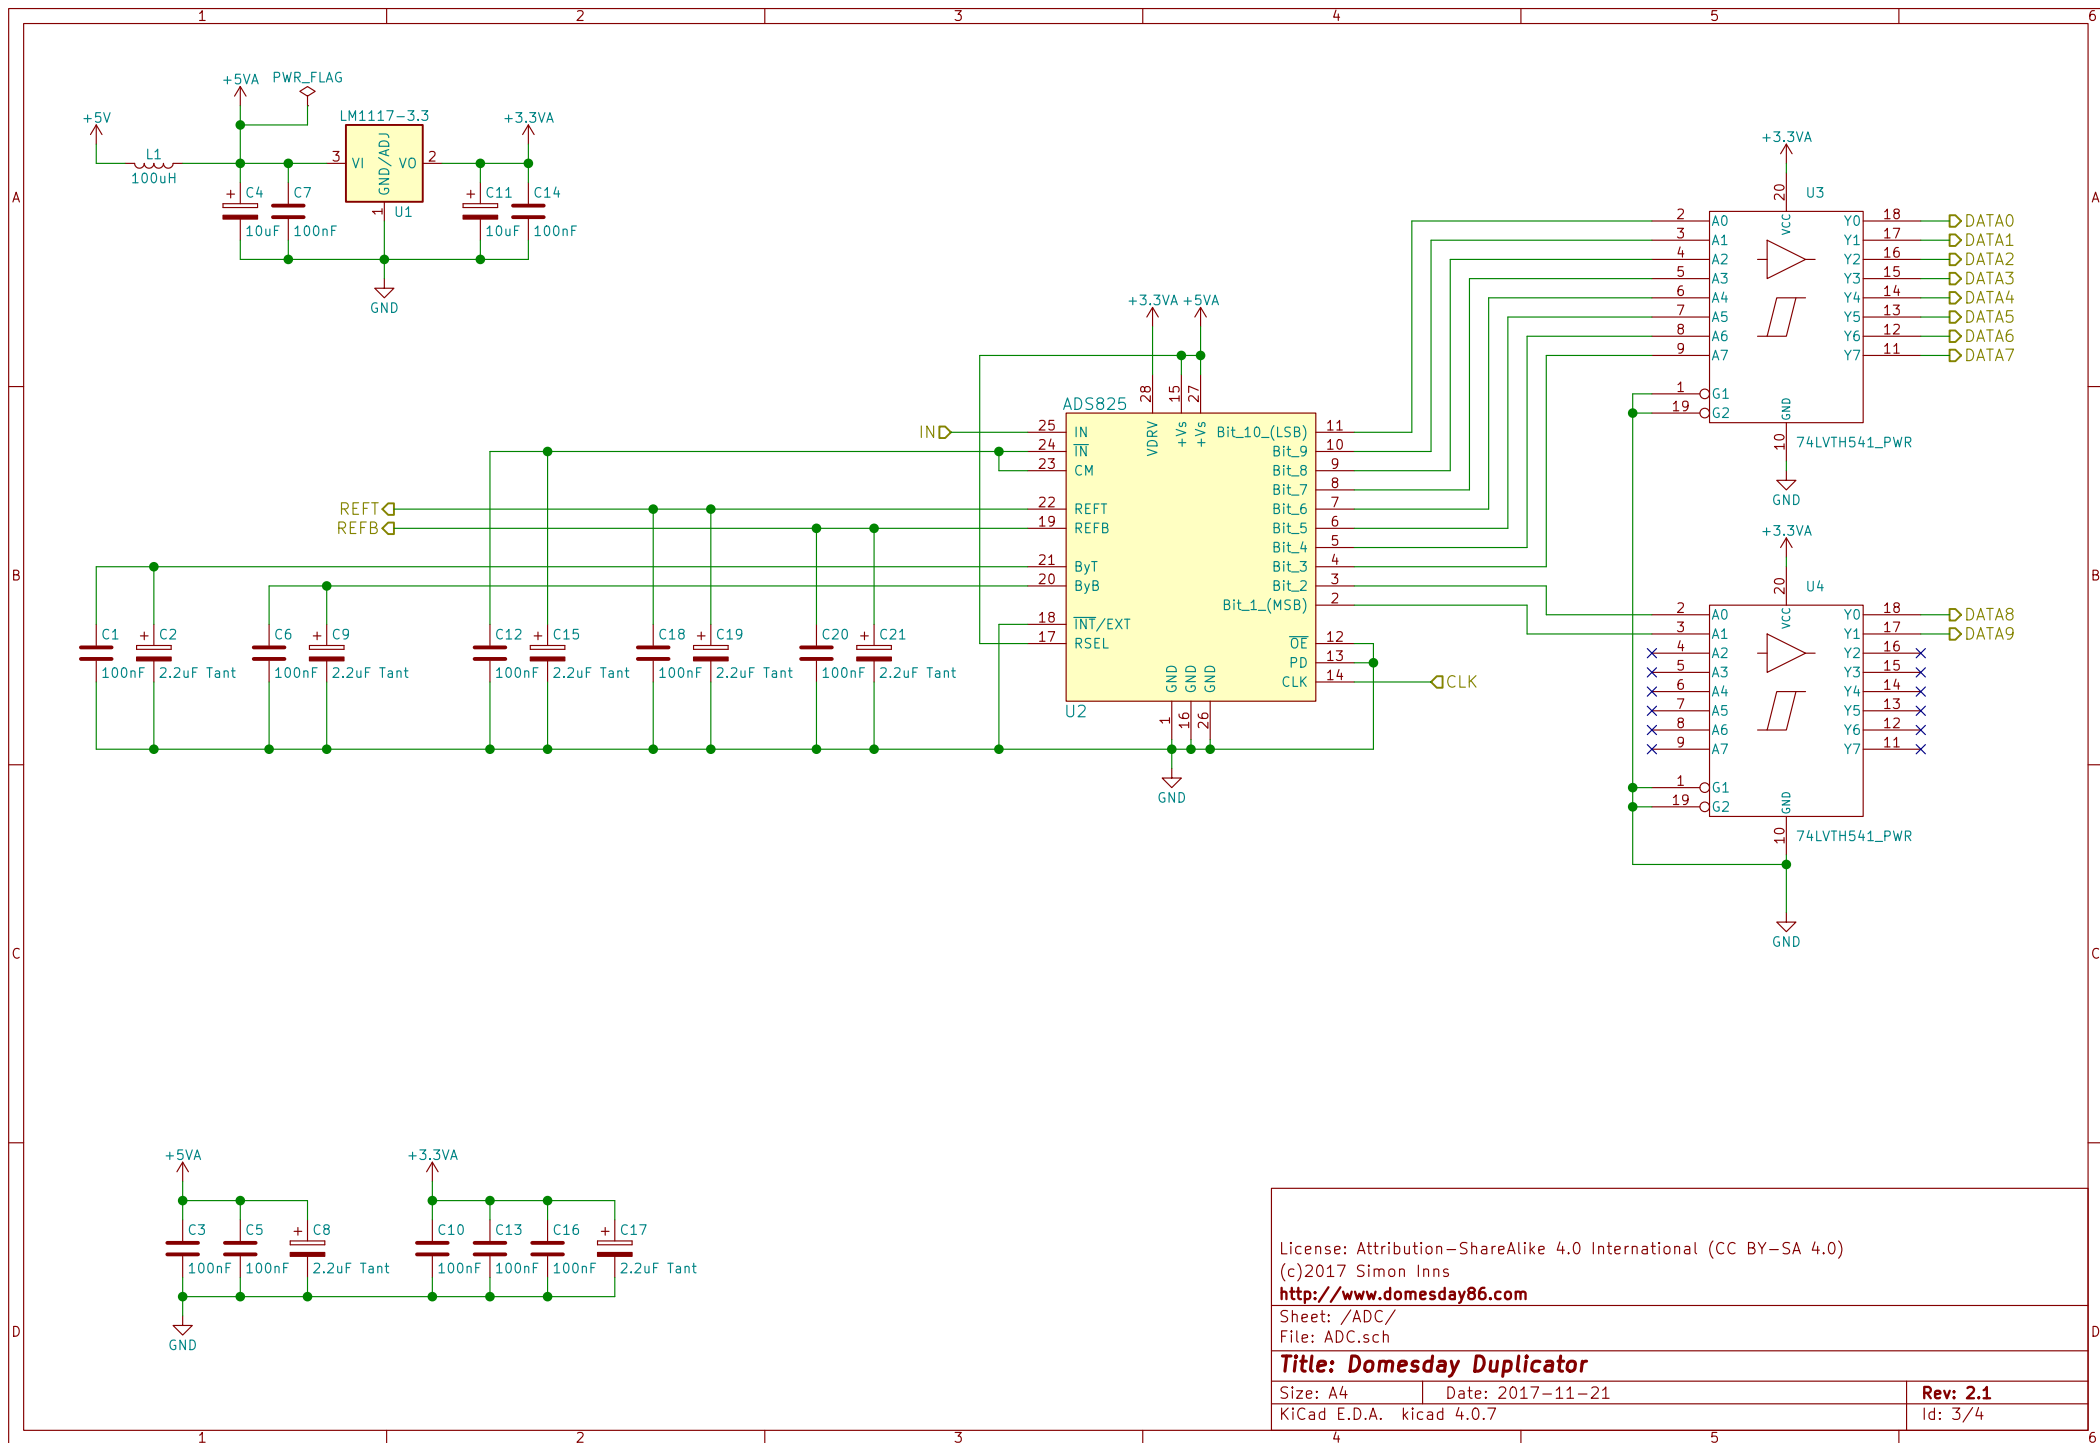 1 2 3 4 5 6
+5VA PWR_FLAG
+5V LM1117-3.3 +3.3VA
L1
100uH
3 VI GND/ADJ VO 2
1 U1
+ C4 C7 + C11 C14
10uF 100nF 10uF 100nF
GND
A A
+3.3VA
20 U3
VCC
2 A0 Y0 18 DATA0
3 A1 Y1 17 DATA1
4 A2 Y2 16 DATA2
5 A3 Y3 15 DATA3
6 A4 Y4 14 DATA4
7 A5 Y5 13 DATA5
8 A6 Y6 12 DATA6
9 A7 Y7 11 DATA7
1 G1
19 G2
GND
10 74LVTH541_PWR
GND
+3.3VA +5VA
28 15 27
ADS825
VDRV +Vs +Vs
IN 25 IN Bit_10_(LSB) 11
24 IN Bit_9 10
23 CM Bit_8 9
Bit_7 8
REFT 22 REFT Bit_6 7
REFB 19 REFB Bit_5 6
Bit_4 5
21 ByT Bit_3 4
20 ByB Bit_2 3
Bit_1_(MSB) 2
18 INT/EXT
17 RSEL OE 12
PD 13
CLK 14 CLK
GND GND GND
U2 1 16 26
GND
B B
C1 + C2 C6 + C9 C12 + C15 C18 + C19 C20 + C21
100nF 2.2uF Tant 100nF 2.2uF Tant 100nF 2.2uF Tant 100nF 2.2uF Tant 100nF 2.2uF Tant
+3.3VA
20 U4
VCC
2 A0 Y0 18 DATA8
3 A1 Y1 17 DATA9
4 A2 Y2 16
5 A3 Y3 15
6 A4 Y4 14
7 A5 Y5 13
8 A6 Y6 12
9 A7 Y7 11
1 G1
19 G2
GND
10 74LVTH541_PWR
GND
C C
+5VA +3.3VA
C3 C5 + C8 C10 C13 C16 + C17
100nF 100nF 2.2uF Tant 100nF 100nF 100nF 2.2uF Tant
GND
D D
License: Attribution-ShareAlike 4.0 International (CC BY-SA 4.0)
(c)2017 Simon Inns
http://www.domesday86.com
Sheet: /ADC/
File: ADC.sch
Title: Domesday Duplicator
Size: A4 Date: 2017-11-21 Rev: 2.1
KiCad E.D.A. kicad 4.0.7 Id: 3/4
1 2 3 4 5 6